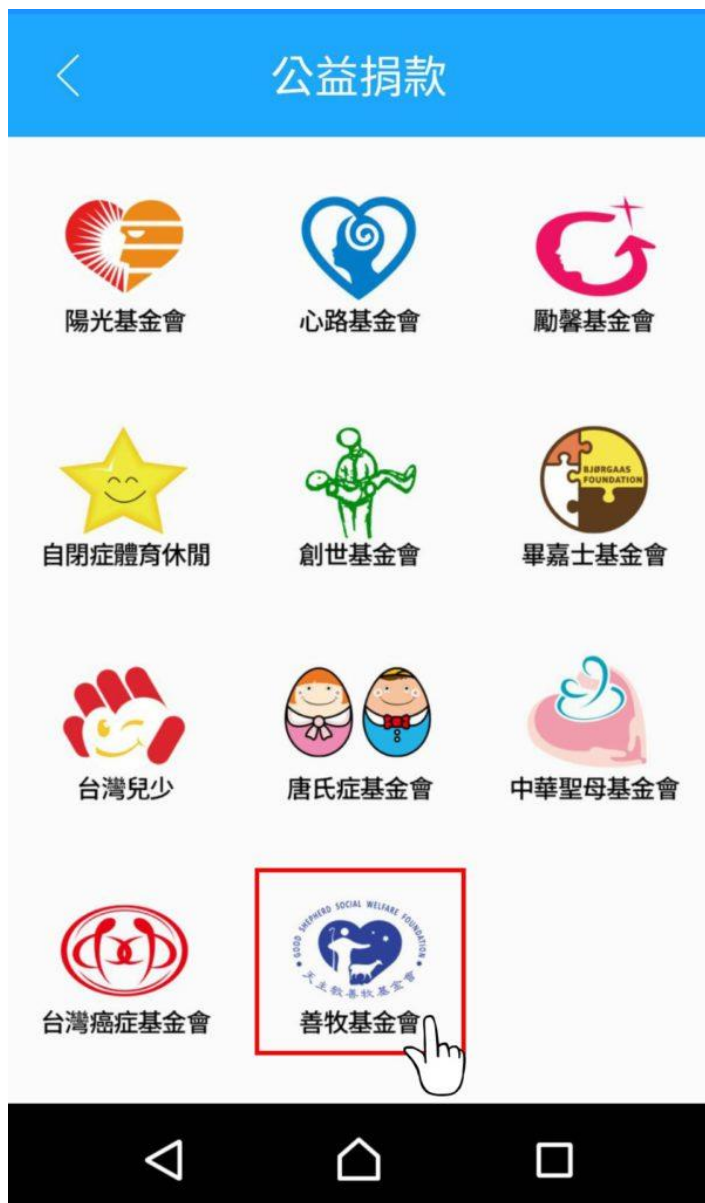 公益捐款
陽光基金會
心路基金會
勵馨基金會
自閉症體育休閒
創世基金會
BJØRGAAS
FOUNDATION
畢嘉士基金會
台灣兒少
唐氏症基金會
中華聖母基金會
台灣癌症基金會
GOOD SHEPHERD SOCIAL WELFARE FOUNDATION
天主教善牧基金會
善牧基金會